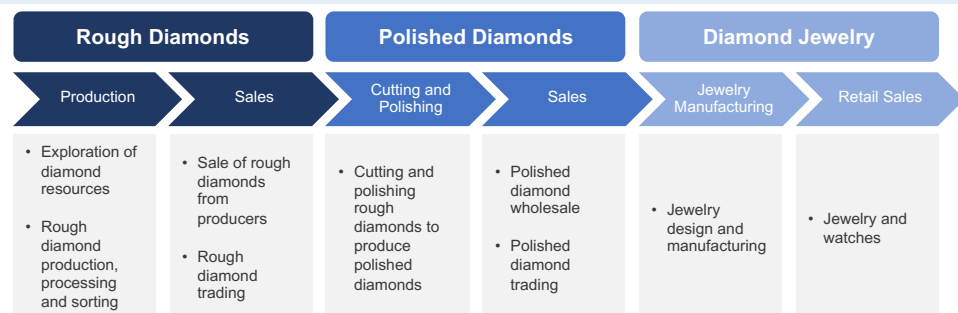 Rough Diamonds
Polished Diamonds
Diamond Jewelry
Production
Sales
Cutting and
Polishing
Sales
Jewelry
Manufacturing
Retail Sales
• Exploration of
diamond
resources
• Rough
diamond
production,
processing
and sorting
• Sale of rough
diamonds
from
producers
• Rough
diamond
trading
• Cutting and
polishing
rough
diamonds to
produce
polished
diamonds
• Polished
diamond
wholesale
• Polished
diamond
trading
• Jewelry
design and
manufacturing
• Jewelry and
watches